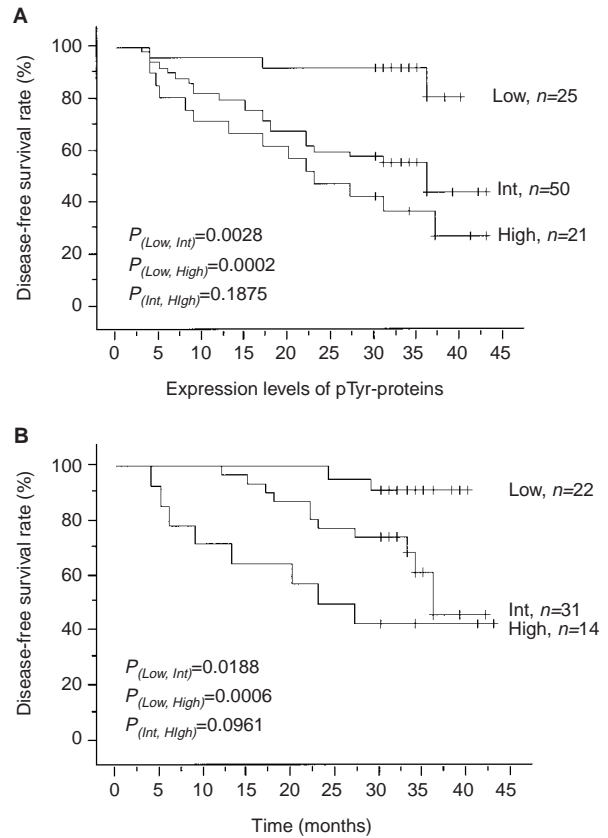 A
Disease-free survival rate (%)
100
80
60
40
20
0
Low, n=25
Int, n=50
High, n=21
P(Low, Int)=0.0028
P(Low, High)=0.0002
P(Int, HIgh)=0.1875
0 5 10 15 20 25 30 35 40 45
Expression levels of pTyr-proteins
B
Disease-free survival rate (%)
100
80
60
40
20
0
Low, n=22
Int, n=31
High, n=14
P(Low, Int)=0.0188
P(Low, High)=0.0006
P(Int, HIgh)=0.0961
0 5 10 15 20 25 30 35 40 45
Time (months)